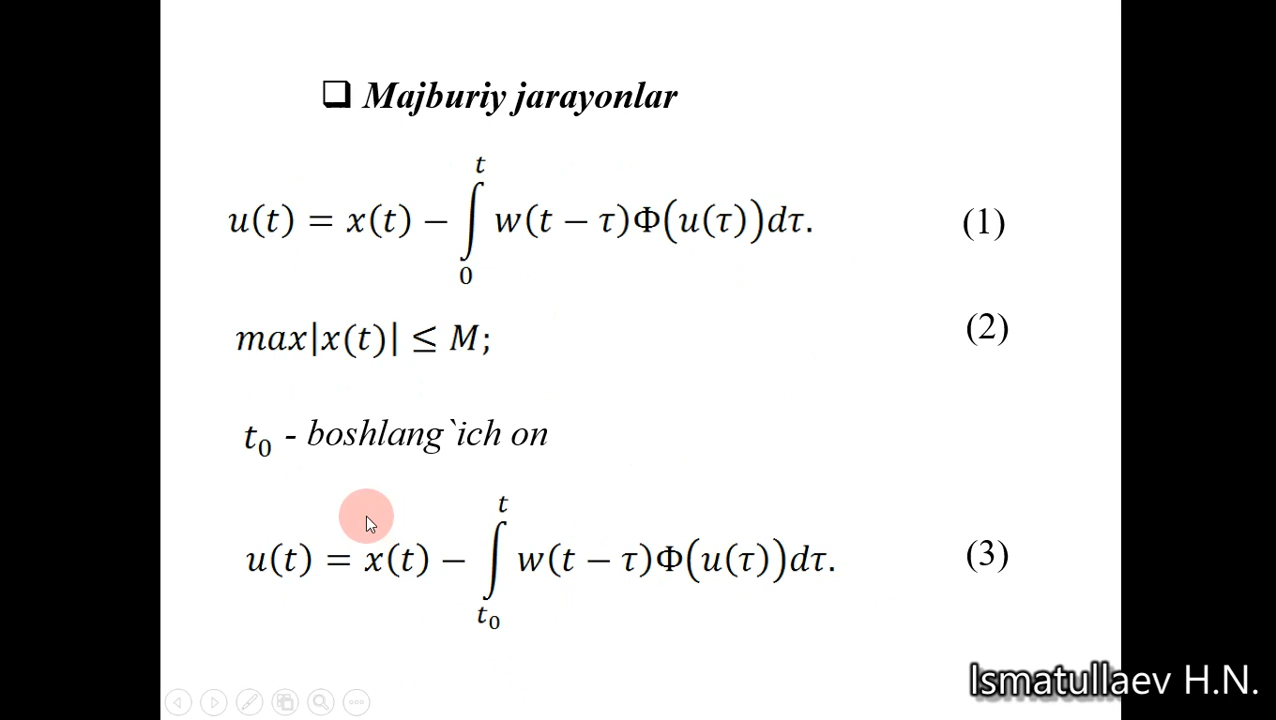 ❑ Majburiy jarayonlar
u(t) = x(t) − ∫₀ᵗ w(t − τ)Φ(u(τ))dτ. (1)
max|x(t)| ≤ M; (2)
t₀ - boshlang`ich on
u(t) = x(t) − ∫_{t₀}^{t} w(t − τ)Φ(u(τ))dτ. (3)
Ismatullaev H.N.